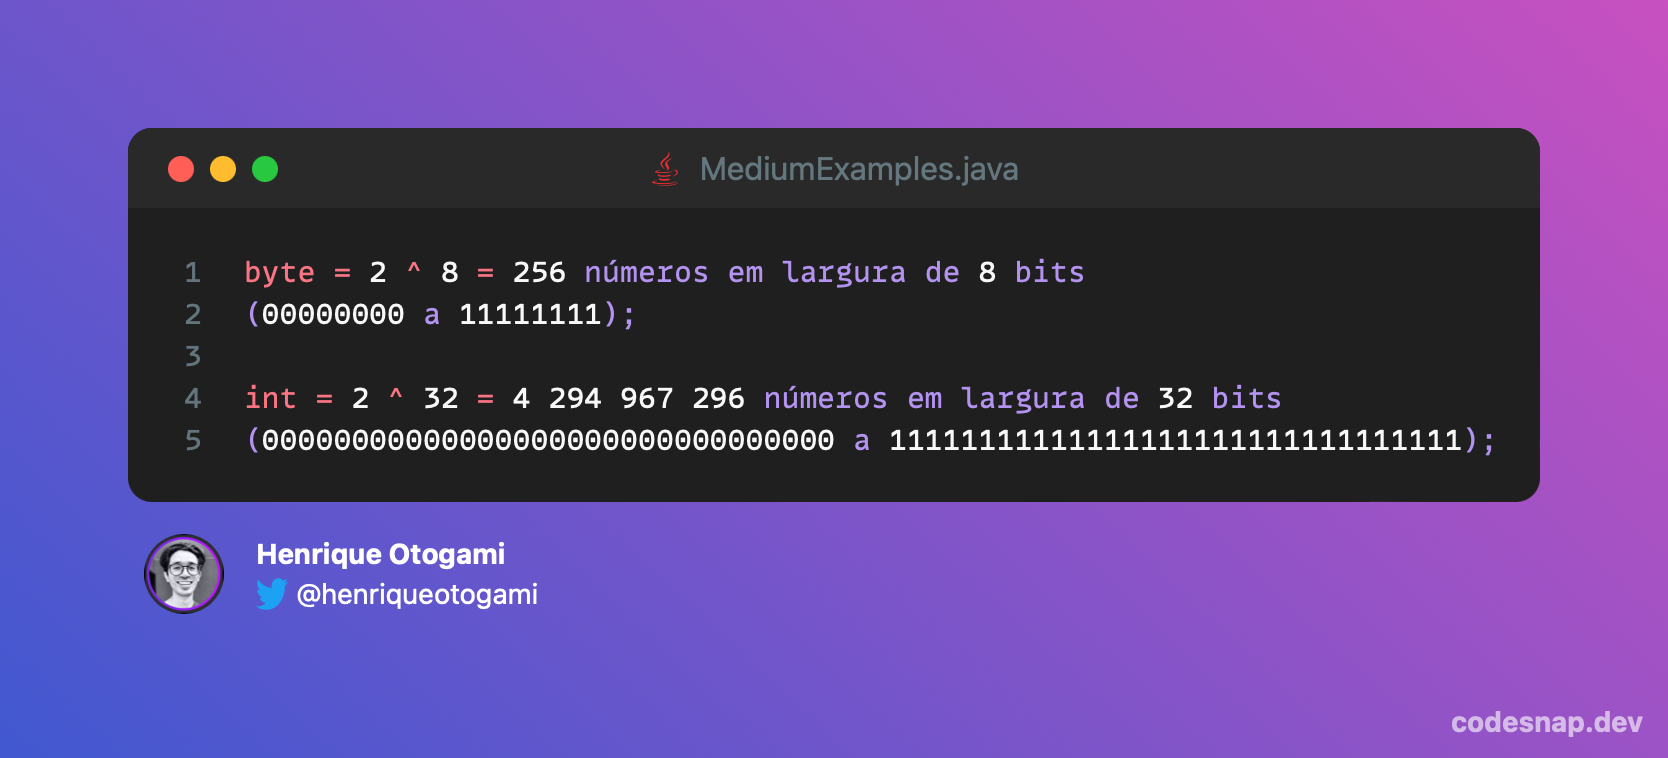 MediumExamples.java
1 byte = 2 ^ 8 = 256 números em largura de 8 bits
2 (00000000 a 11111111);
3
4 int = 2 ^ 32 = 4 294 967 296 números em largura de 32 bits
5 (00000000000000000000000000000000 a 11111111111111111111111111111111);
Henrique Otogami
@henriqueotogami
codesnap.dev